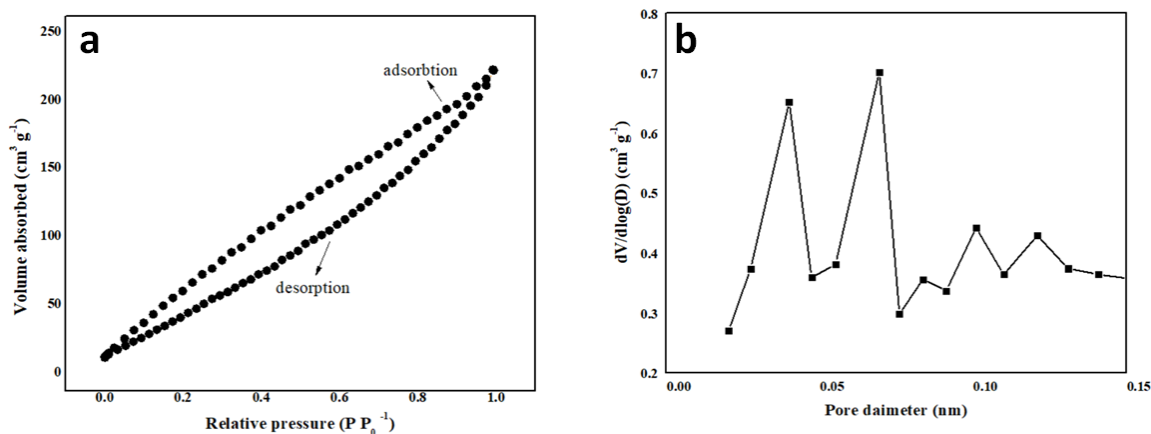 a
250
200
150
100
50
0
Volume absorbed (cm³ g⁻¹)
adsorbtion
desorption
0.0 0.2 0.4 0.6 0.8 1.0
Relative pressure (P P₀⁻¹)
b
0.8
0.7
0.6
0.5
0.4
0.3
0.2
dV/dlog(D) (cm³ g⁻¹)
0.00 0.05 0.10 0.15
Pore daimeter (nm)